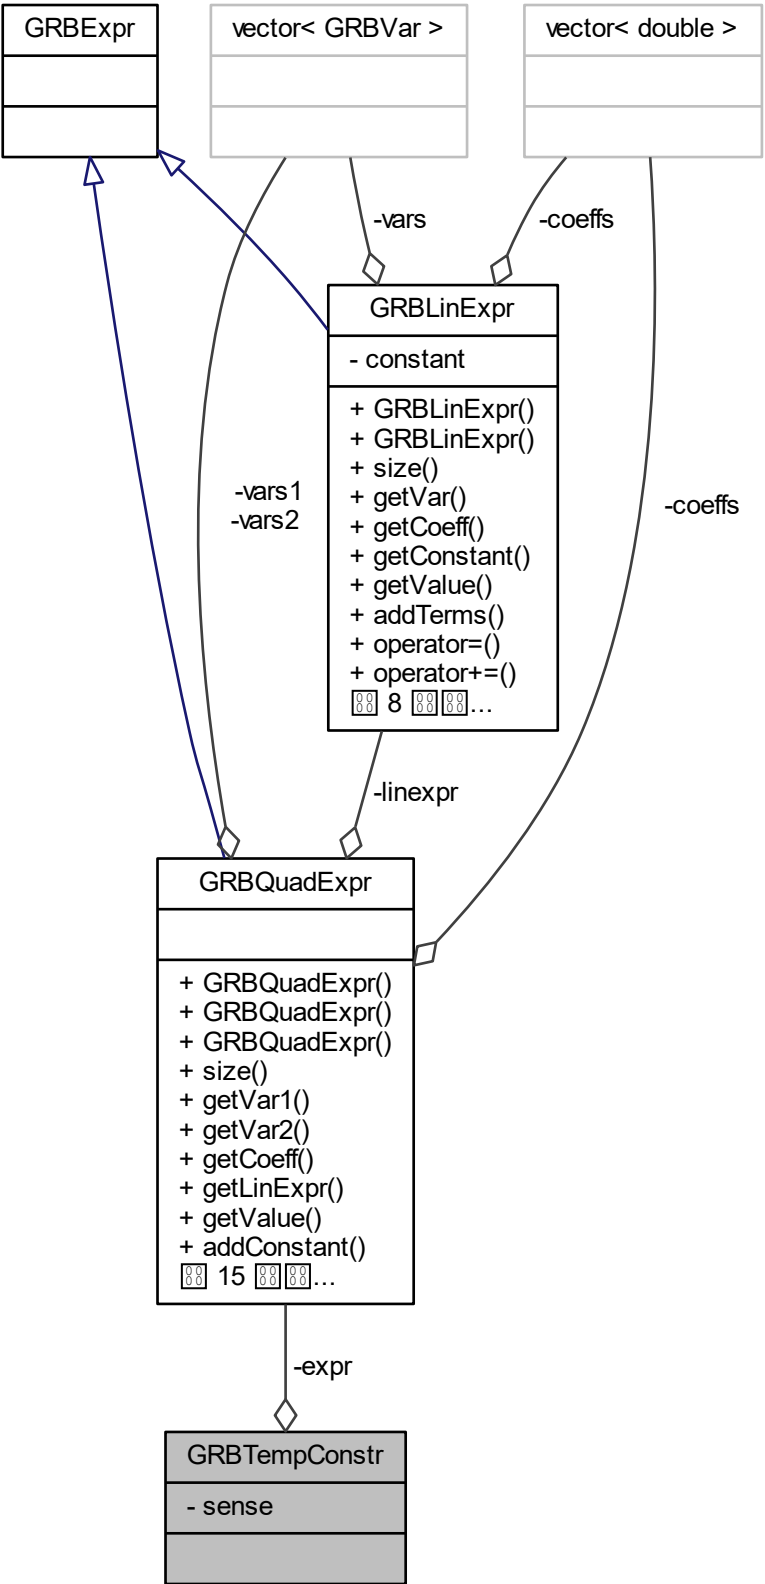 GRBExpr
vector< GRBVar >
vector< double >
-vars
-coeffs
GRBLinExpr
- constant
+ GRBLinExpr()
+ GRBLinExpr()
+ size()
+ getVar()
+ getCoeff()
+ getConstant()
+ getValue()
+ addTerms()
+ operator=()
+ operator+=()
8 ...
-vars1
-vars2
-coeffs
-linexpr
GRBQuadExpr
+ GRBQuadExpr()
+ GRBQuadExpr()
+ GRBQuadExpr()
+ size()
+ getVar1()
+ getVar2()
+ getCoeff()
+ getLinExpr()
+ getValue()
+ addConstant()
15 ...
-expr
GRBTempConstr
- sense